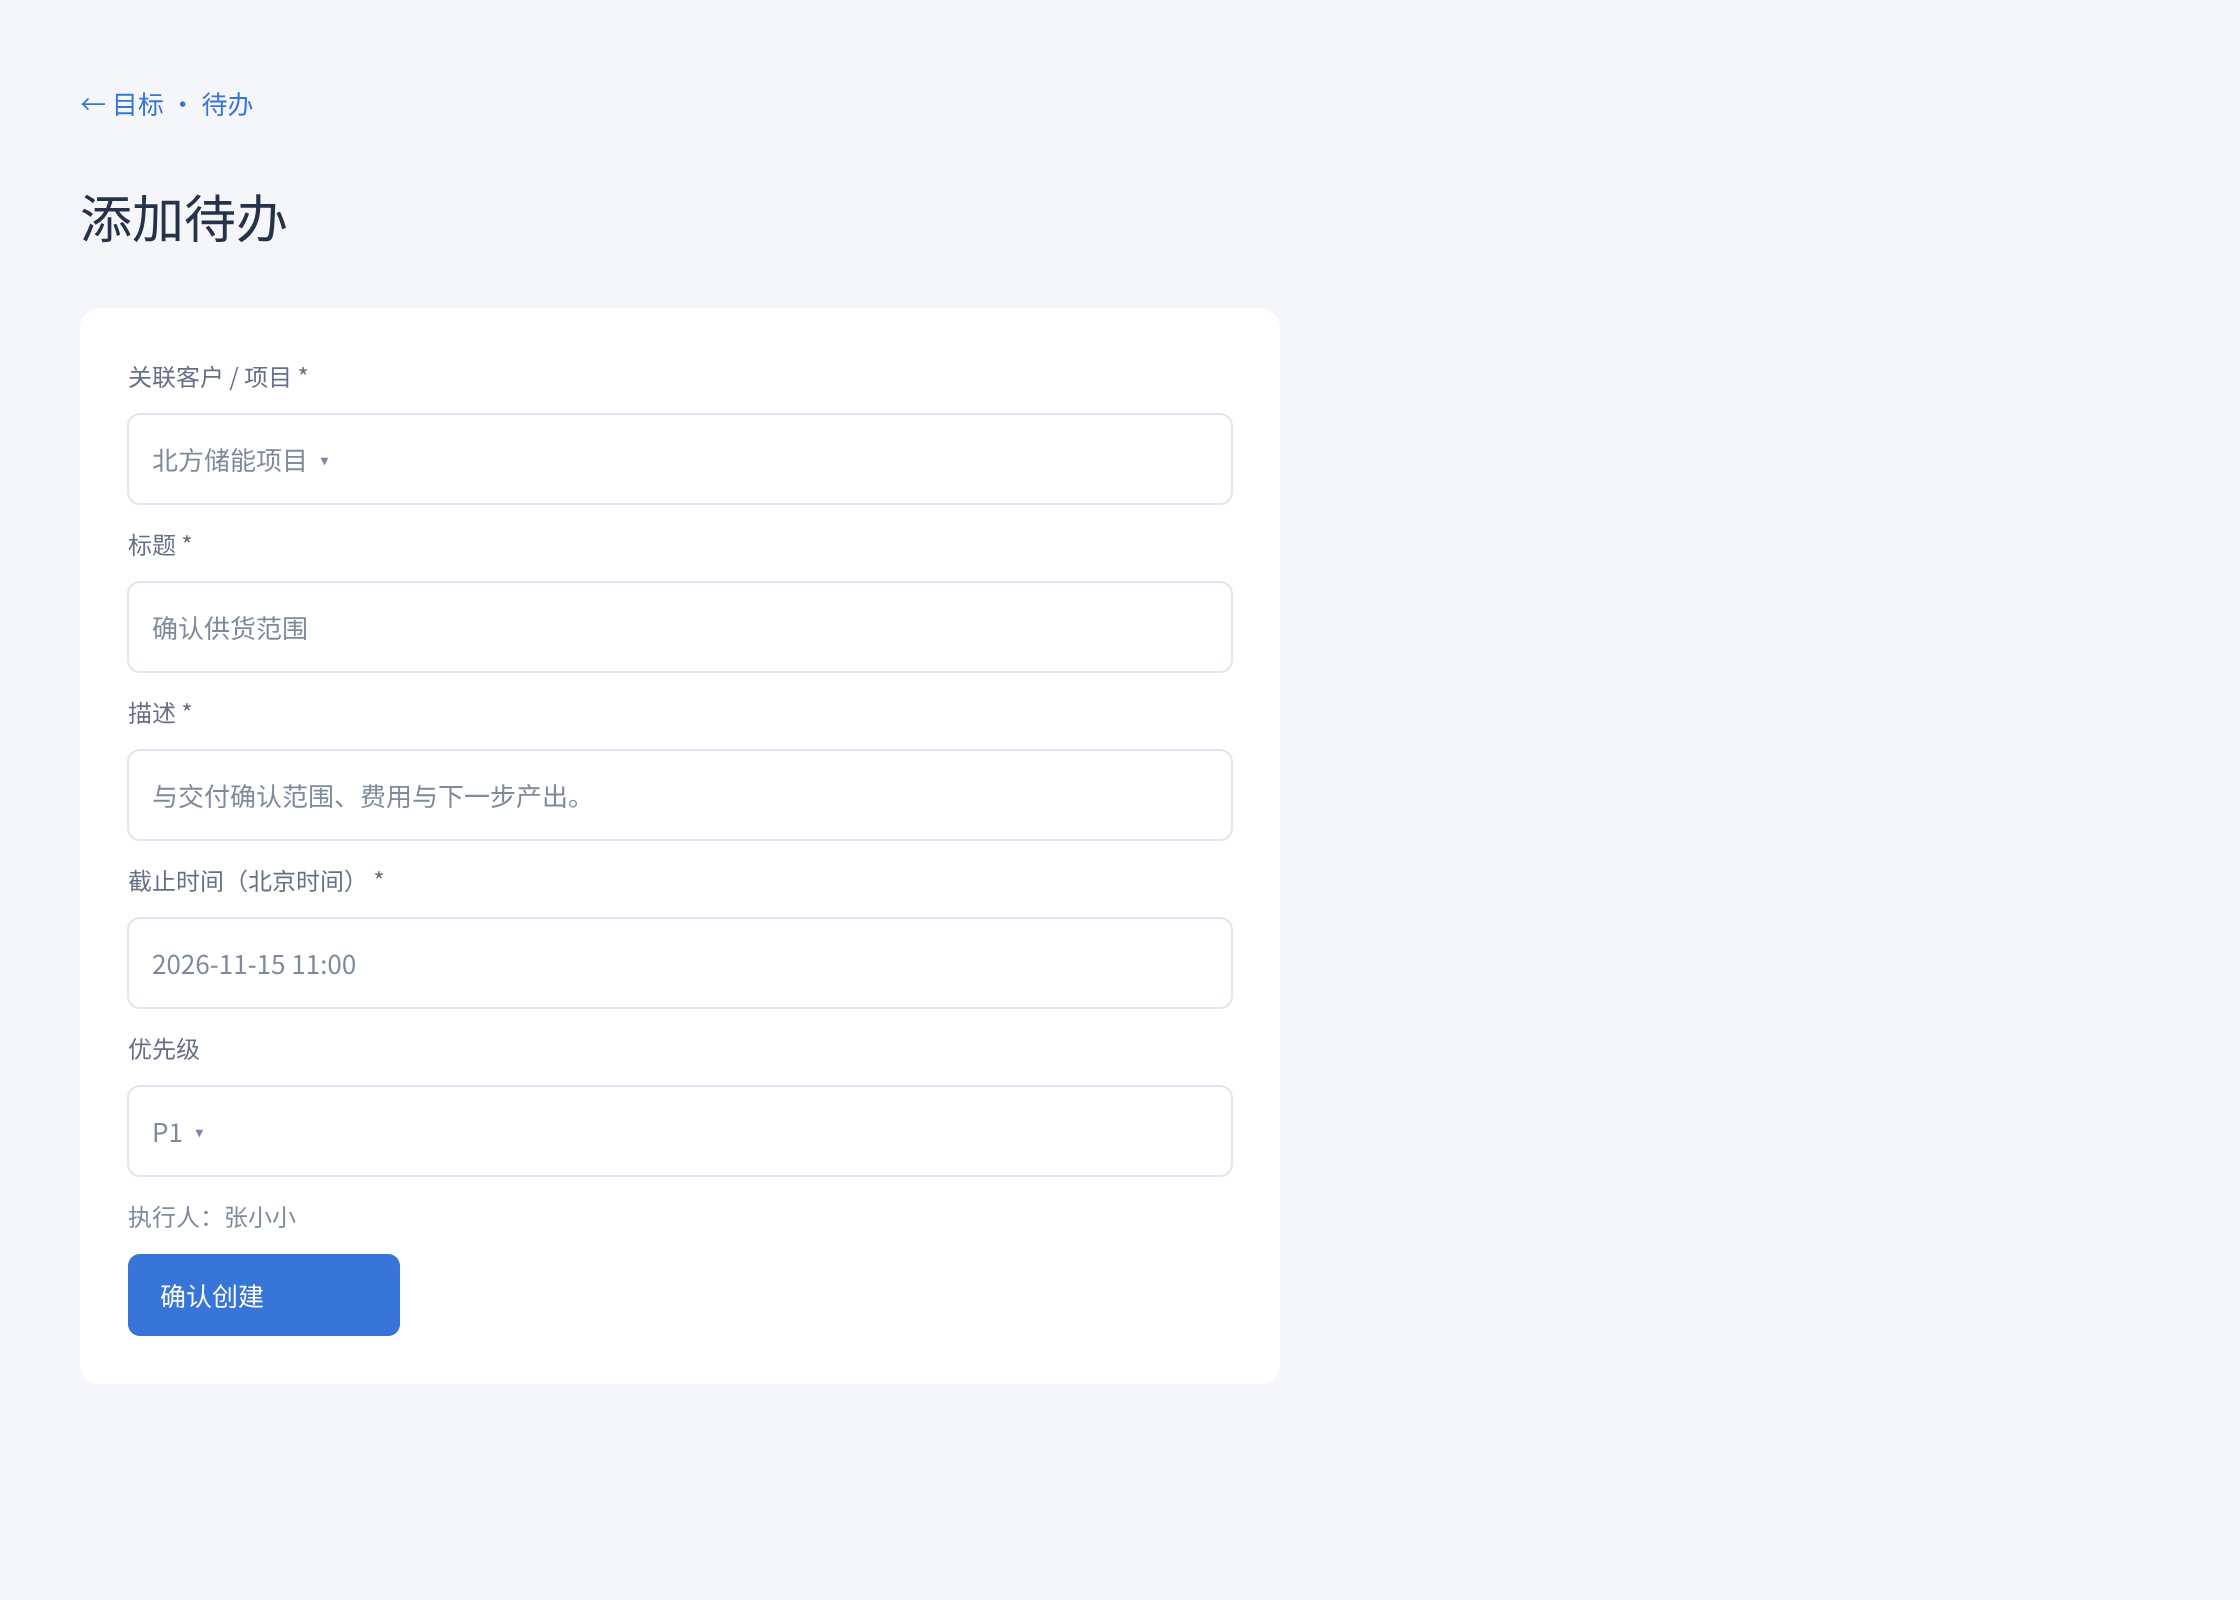 ← 目标 · 待办
添加待办
关联客户 / 项目 *
北方储能项目 ▾
标题 *
确认供货范围
描述 *
与交付确认范围、费用与下一步产出。
截止时间（北京时间） *
2026-11-15 11:00
优先级
P1 ▾
执行人：张小小
确认创建